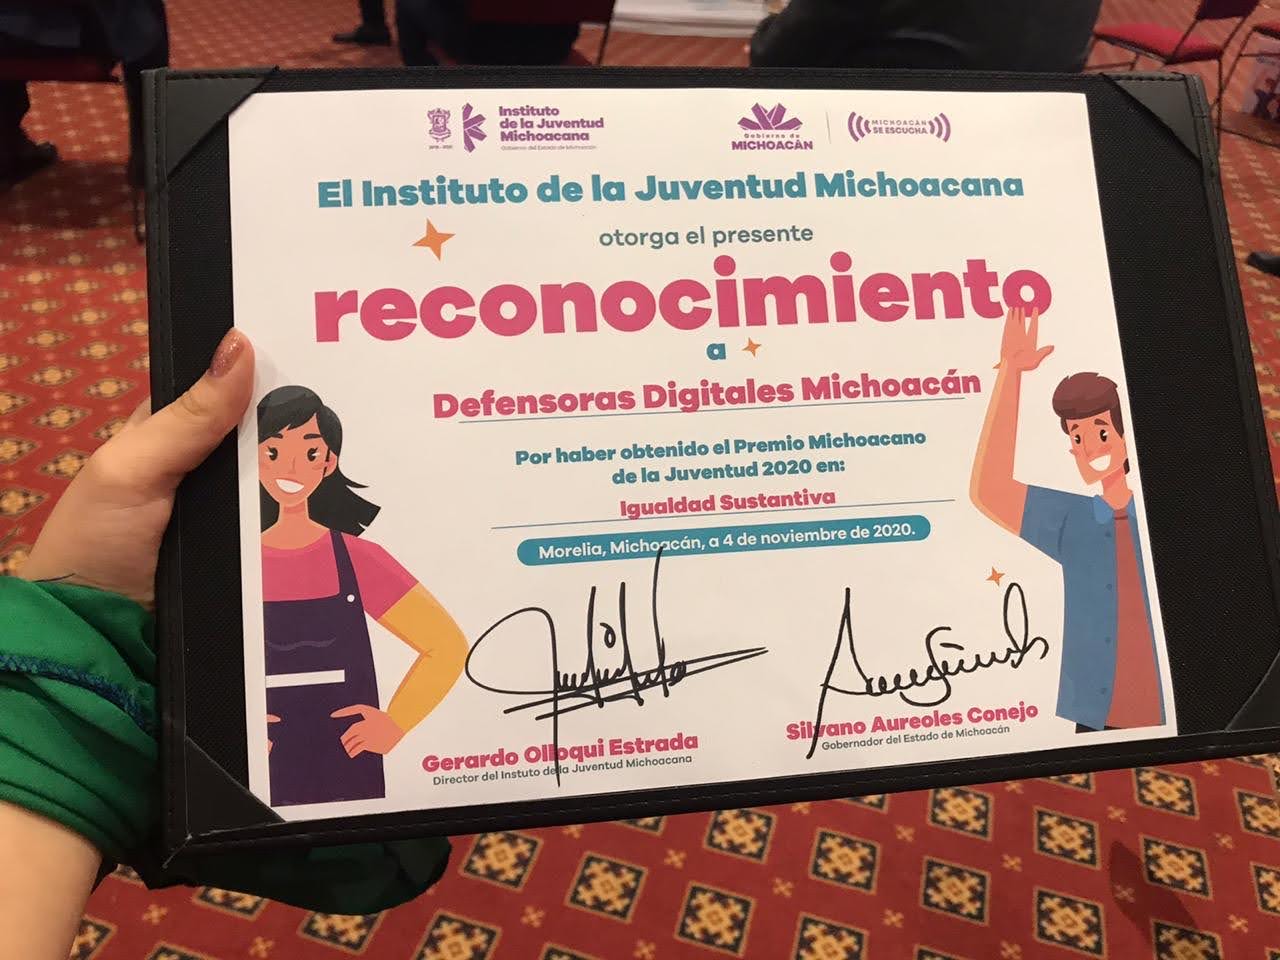 Instituto
de la Juventud
Michoacana
Gobierno del Estado de Michoacán
Gobierno de
MICHOACÁN
MICHOACÁN
SE ESCUCHA
El Instituto de la Juventud Michoacana
otorga el presente
reconocimiento
a
Defensoras Digitales Michoacán
Por haber obtenido el Premio Michoacano
de la Juventud 2020 en:
Igualdad Sustantiva
Morelia, Michoacán, a 4 de noviembre de 2020.
Gerardo Olloqui Estrada
Director del Instuto de la Juventud Michoacana
Silvano Aureoles Conejo
Gobernador del Estado de Michoacán